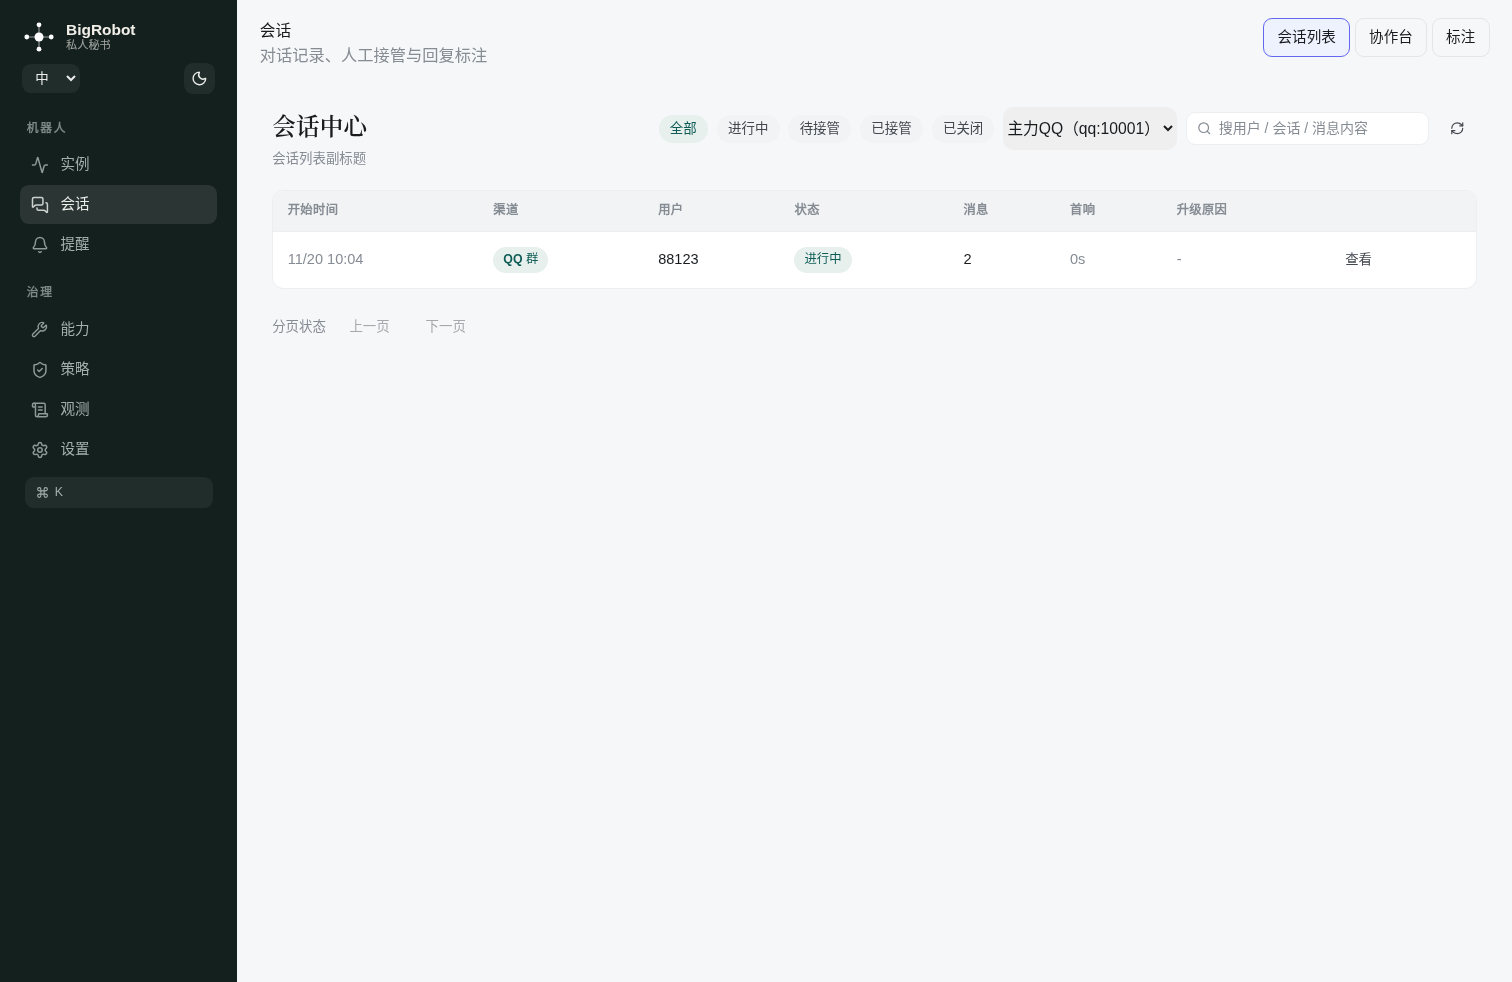 BigRobot
私人秘书
中
机器人
实例
会话
提醒
治理
能力
策略
观测
设置
⌘ K
会话
对话记录、人工接管与回复标注
会话列表 协作台 标注
会话中心
会话列表副标题
全部 进行中 待接管 已接管 已关闭 主力QQ（qq:10001） 搜用户 / 会话 / 消息内容
开始时间 渠道 用户 状态 消息 首响 升级原因
11/20 10:04 QQ 群 88123 进行中 2 0s - 查看
分页状态 上一页 下一页